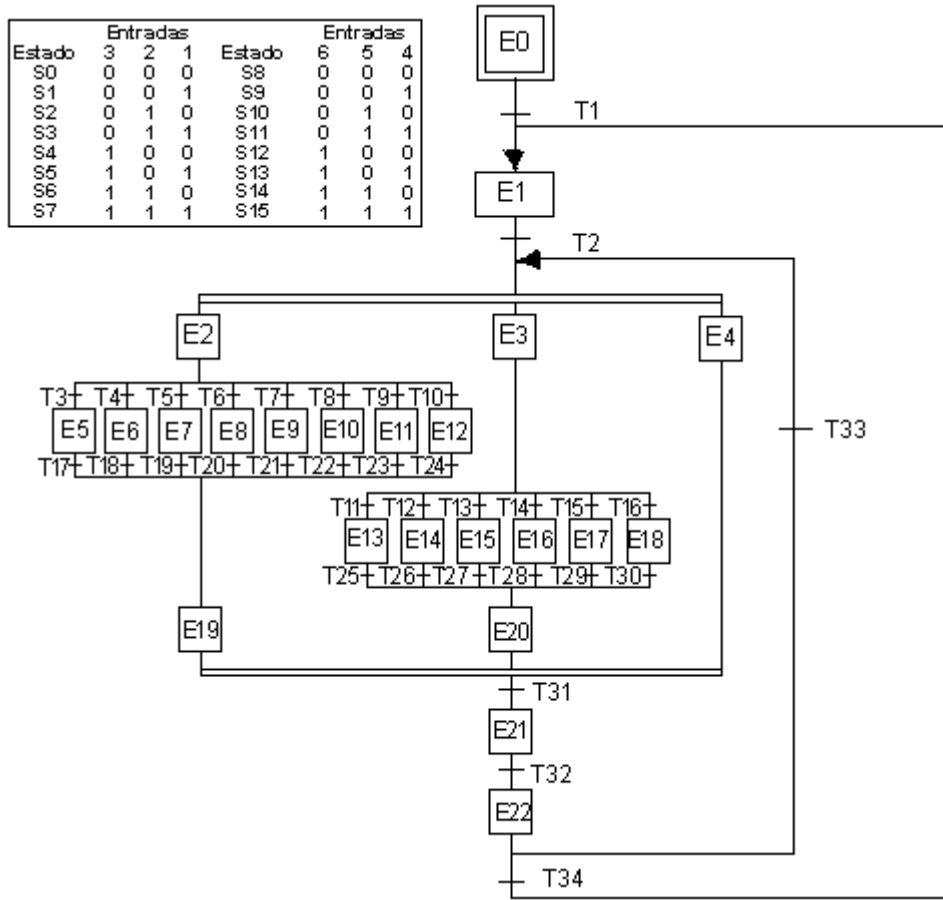 Entradas Entradas
Estado 3 2 1 Estado 6 5 4
S0 0 0 0 S8 0 0 0
S1 0 0 1 S9 0 0 1
S2 0 1 0 S10 0 1 0
S3 0 1 1 S11 0 1 1
S4 1 0 0 S12 1 0 0
S5 1 0 1 S13 1 0 1
S6 1 1 0 S14 1 1 0
S7 1 1 1 S15 1 1 1
E0
T1
E1
T2
E2 E3 E4
T3 T4 T5 T6 T7 T8 T9 T10
E5 E6 E7 E8 E9 E10 E11 E12
T33
T17 T18 T19 T20 T21 T22 T23 T24
T11 T12 T13 T14 T15 T16
E13 E14 E15 E16 E17 E18
T25 T26 T27 T28 T29 T30
E19 E20
T31
E21
T32
E22
T34